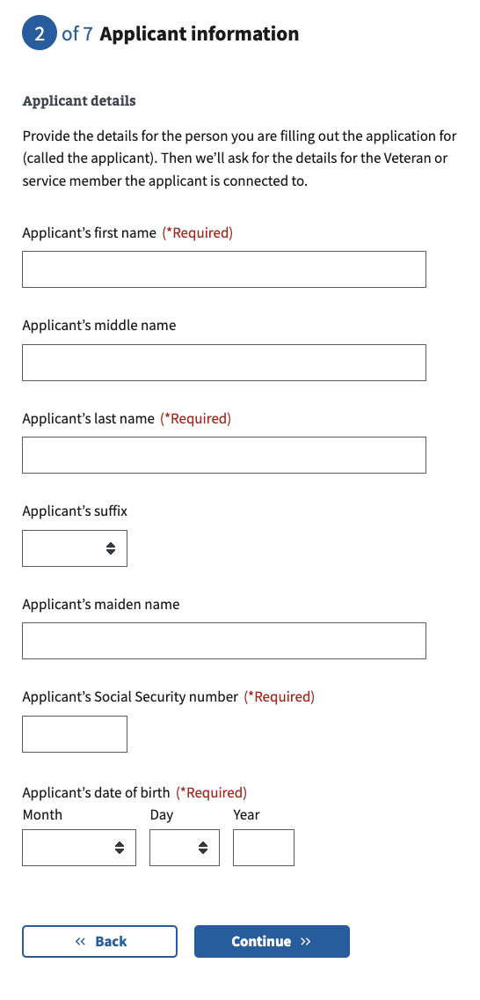 2 of 7 Applicant information
Applicant details
Provide the details for the person you are filling out the application for
(called the applicant). Then we’ll ask for the details for the Veteran or
service member the applicant is connected to.
Applicant’s first name (*Required)
Applicant’s middle name
Applicant’s last name (*Required)
Applicant’s suffix
Applicant’s maiden name
Applicant’s Social Security number (*Required)
Applicant’s date of birth (*Required)
Month Day Year
« Back Continue »